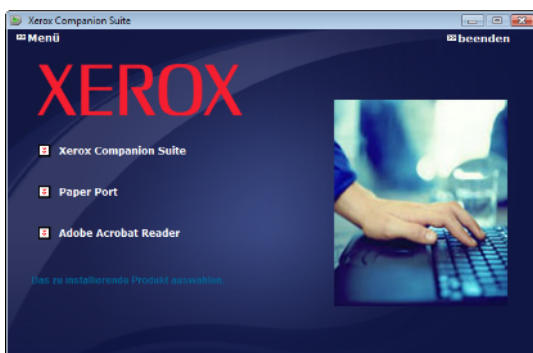 Xerox Companion Suite
Menü
beenden
XEROX
Xerox Companion Suite
Paper Port
Adobe Acrobat Reader
Das zu installierende Produkt auswählen.